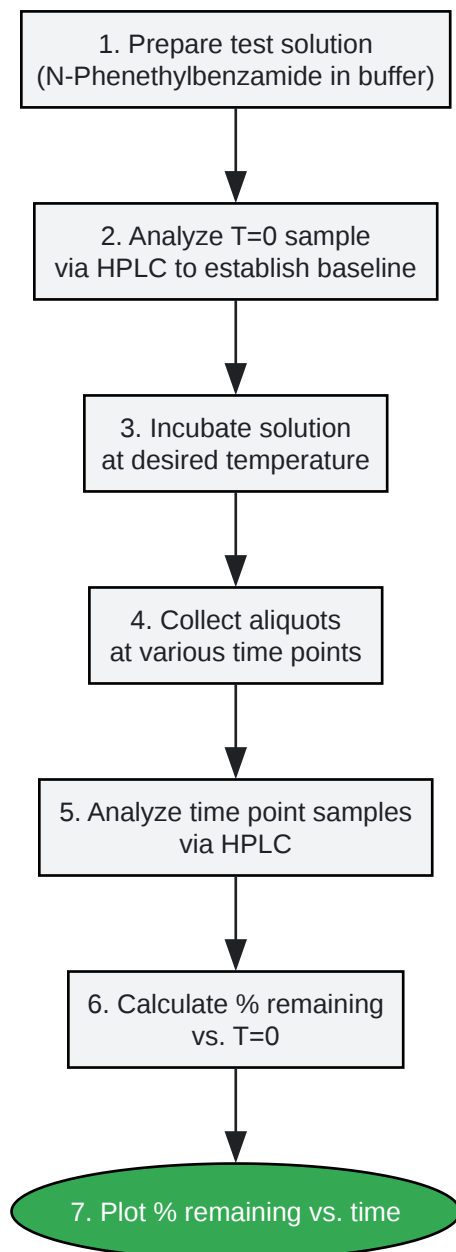 1. Prepare test solution
(N-Phenethylbenzamide in buffer)
2. Analyze T=0 sample
via HPLC to establish baseline
3. Incubate solution
at desired temperature
4. Collect aliquots
at various time points
5. Analyze time point samples
via HPLC
6. Calculate % remaining
vs. T=0
7. Plot % remaining vs. time